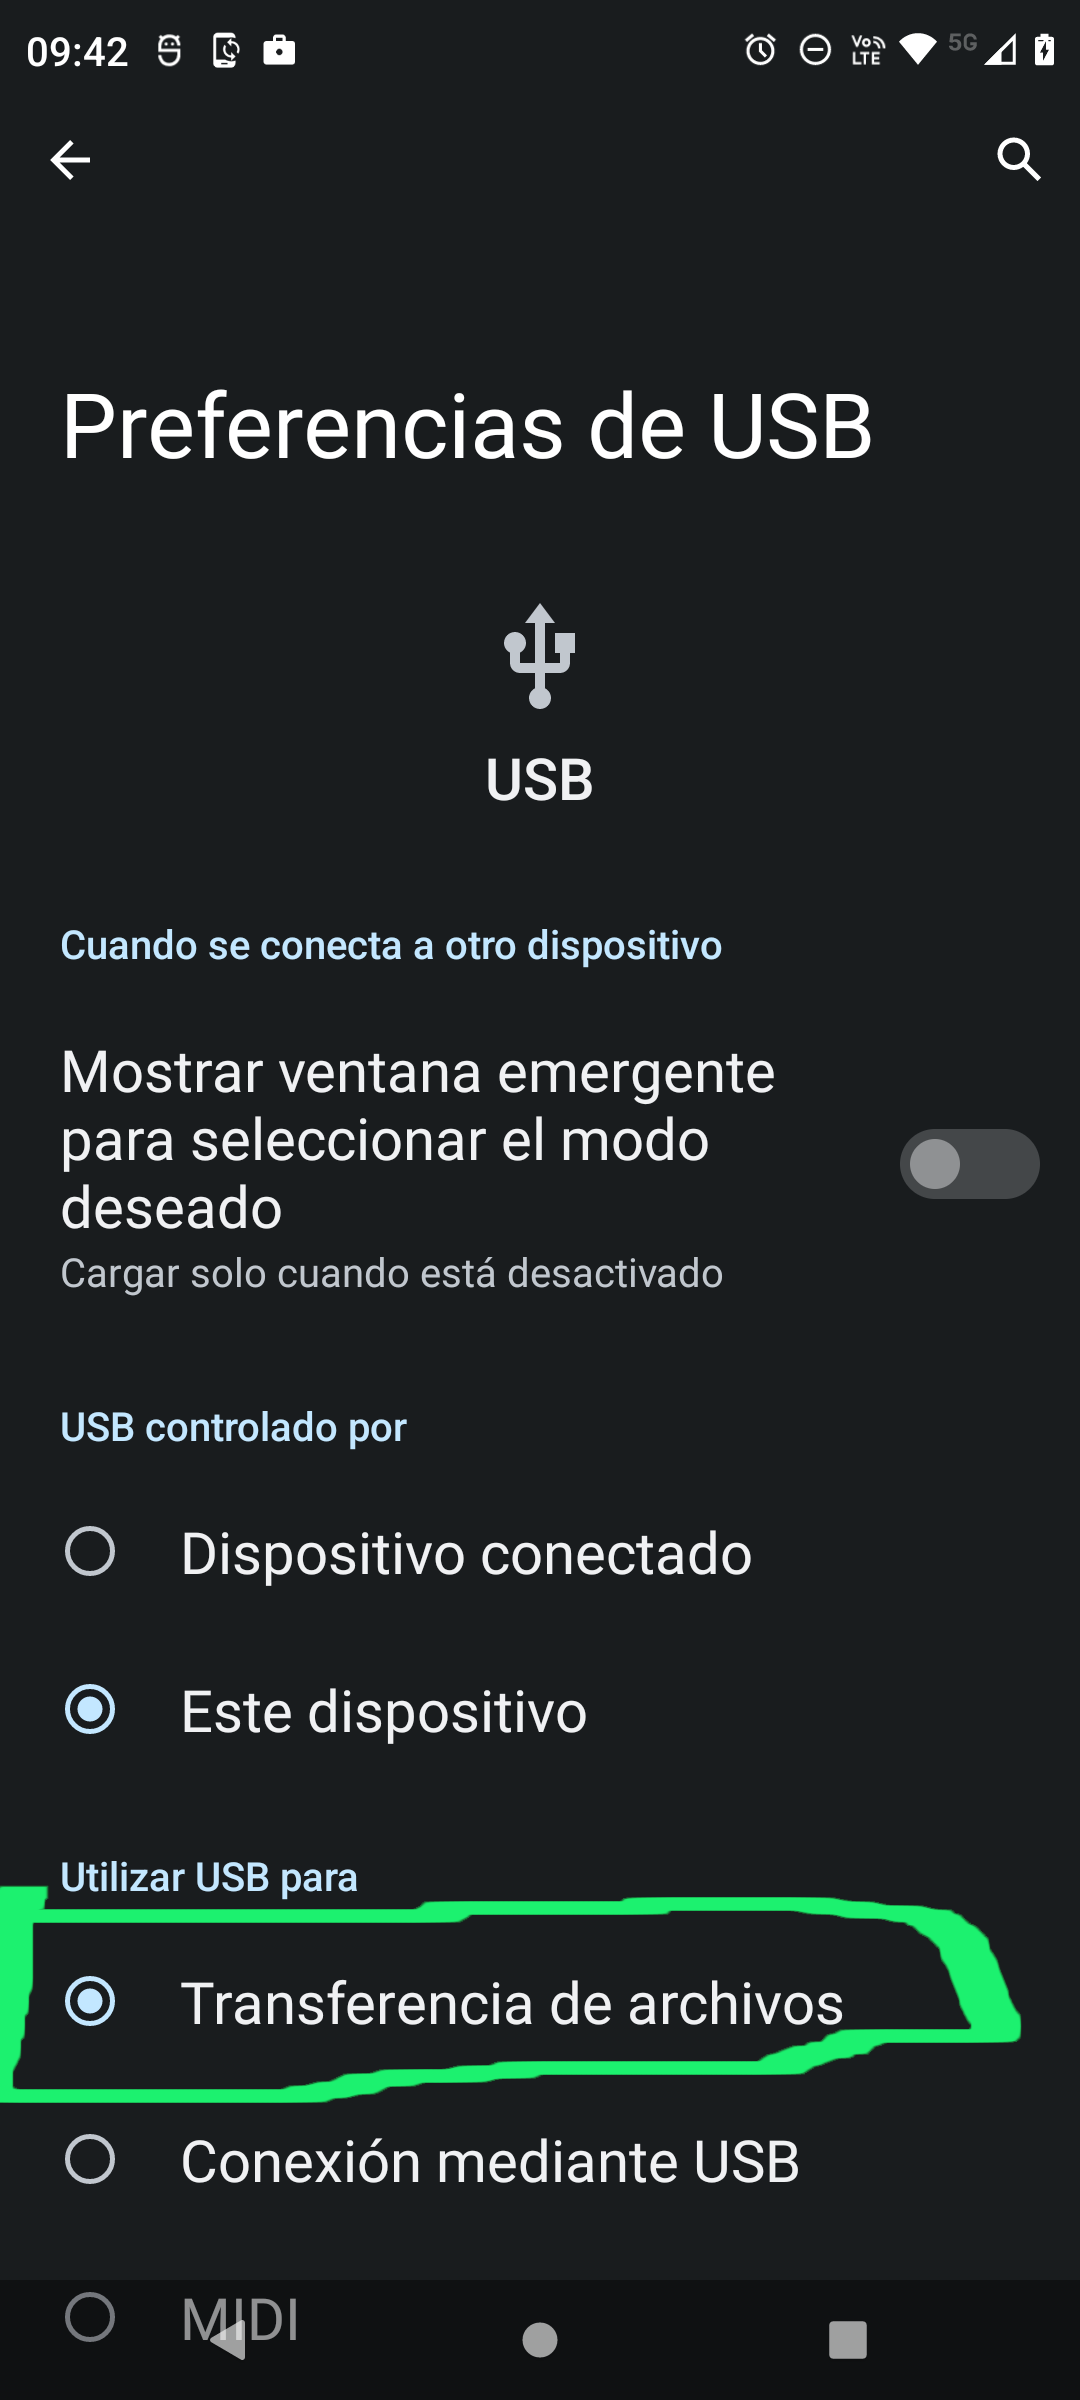 09:42
Vo
LTE
5G
Preferencias de USB
USB
Cuando se conecta a otro dispositivo
Mostrar ventana emergente
para seleccionar el modo
deseado
Cargar solo cuando está desactivado
USB controlado por
Dispositivo conectado
Este dispositivo
Utilizar USB para
Transferencia de archivos
Conexión mediante USB
MIDI